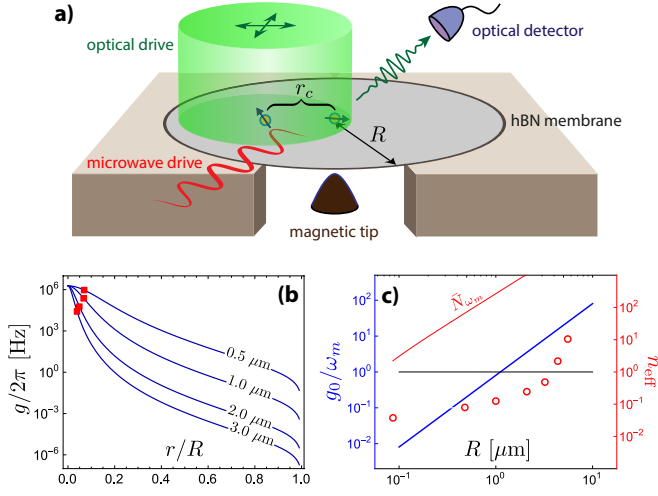 a)
optical drive
optical detector
r_c
R
hBN membrane
microwave drive
magnetic tip
(b)
g/2π [Hz]
10^6
10^3
10^0
10^−3
10^−6
0.5 μm
1.0 μm
2.0 μm
3.0 μm
r/R
0.0 0.2 0.4 0.6 0.8 1.0
c)
Ñ_ω_m
g_0/ω_m
10^2
10^1
10^0
10^-1
10^-2
n_eff
10^2
10^1
10^0
10^-1
10^-2
R [μm]
10^-1 10^0 10^1